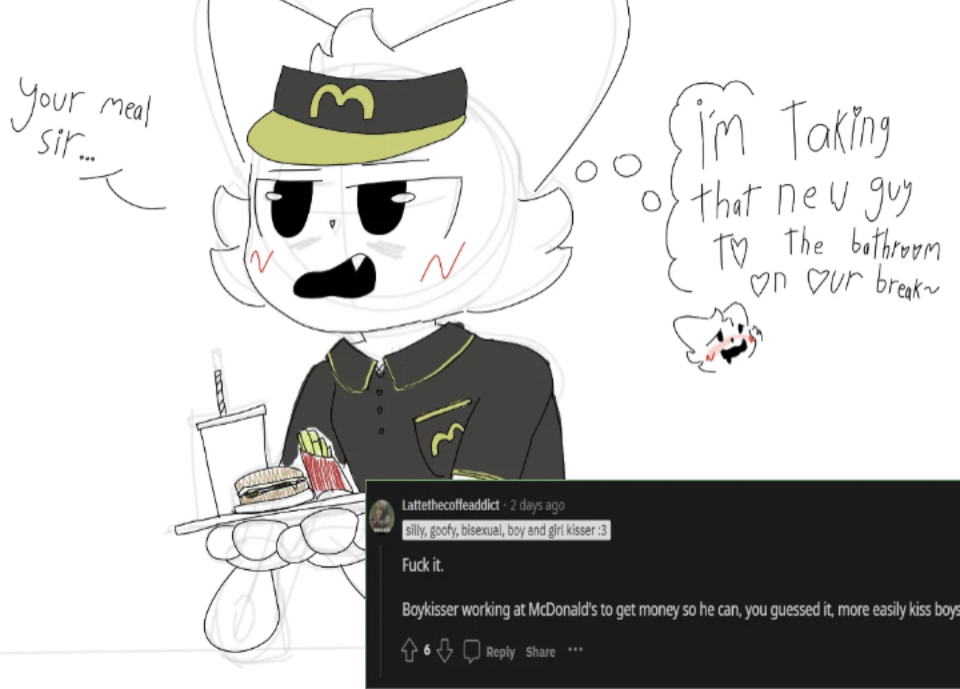 your meal
sir...
I'm Taking
that new guy
To the bathroom
on our break~
M
M
Lattethecoffeaddict · 2 days ago
silly, goofy, bisexual, boy and girl kisser :3
Fuck it.
Boykisser working at McDonald's to get money so he can, you guessed it, more easily kiss boys
6 Reply Share ...